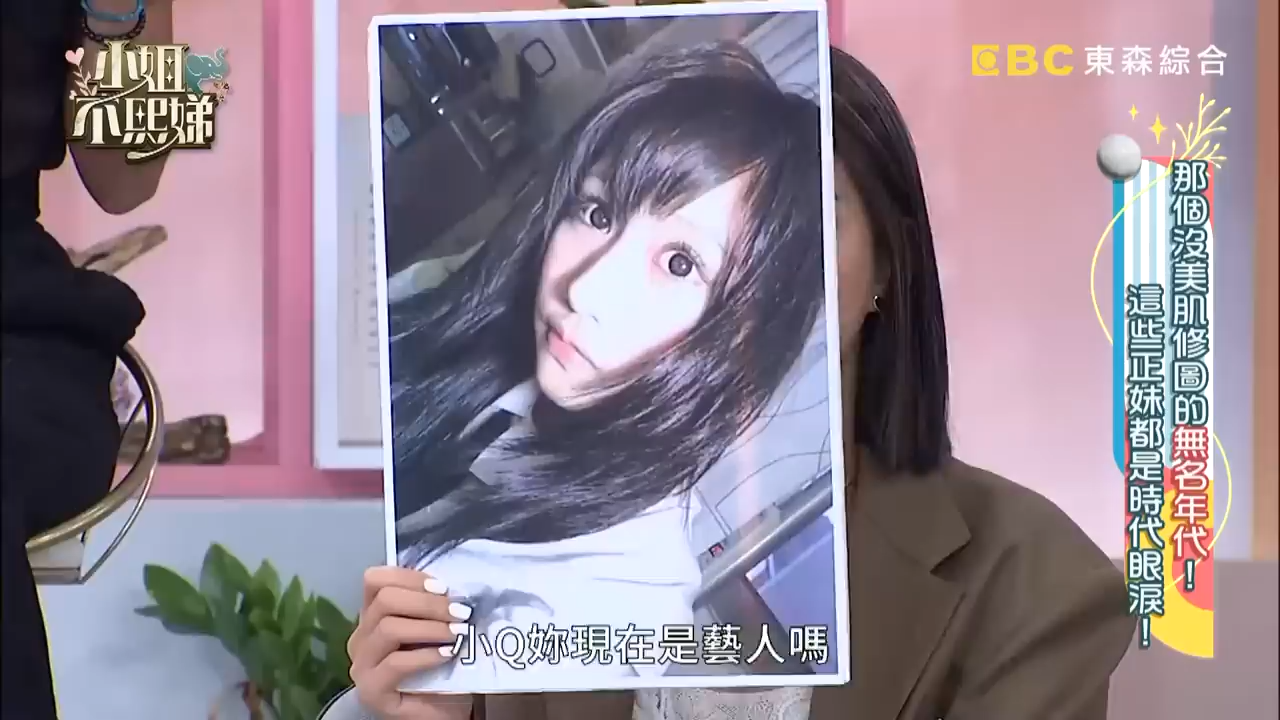 小姐
不熙娣
EBC 東森綜合
那個沒美肌修圖的無名年代！
這些正妹都是時代眼淚！
小Q妳現在是藝人嗎